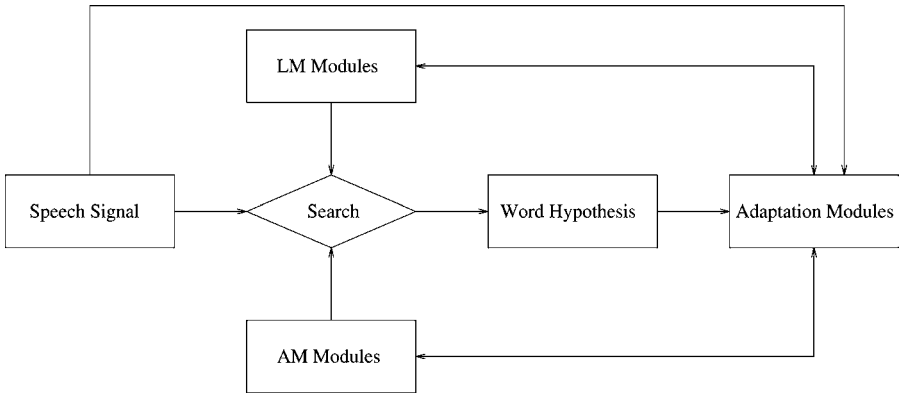 LM Modules
Speech Signal
Search
Word Hypothesis
Adaptation Modules
AM Modules